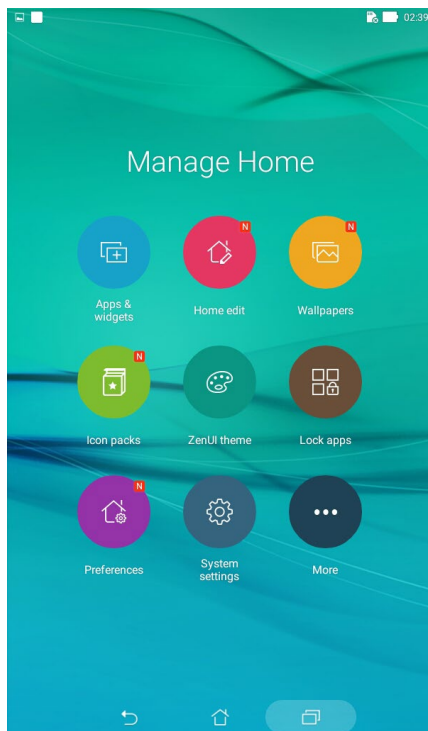 02:39
Manage Home
N
N
Apps &
widgets
Home edit
Wallpapers
N
Icon packs
ZenUI theme
Lock apps
N
Preferences
System
settings
More